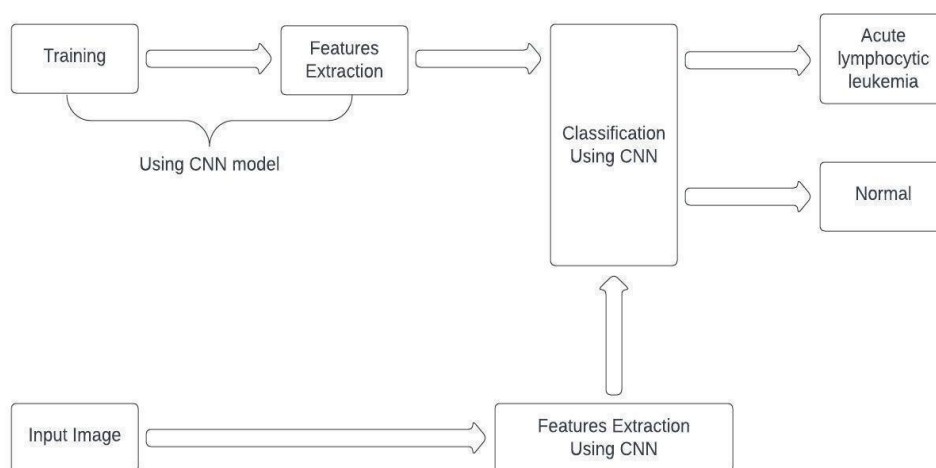 Training
Features
Extraction
Using CNN model
Classification
Using CNN
Acute
lymphocytic
leukemia
Normal
Input Image
Features Extraction
Using CNN